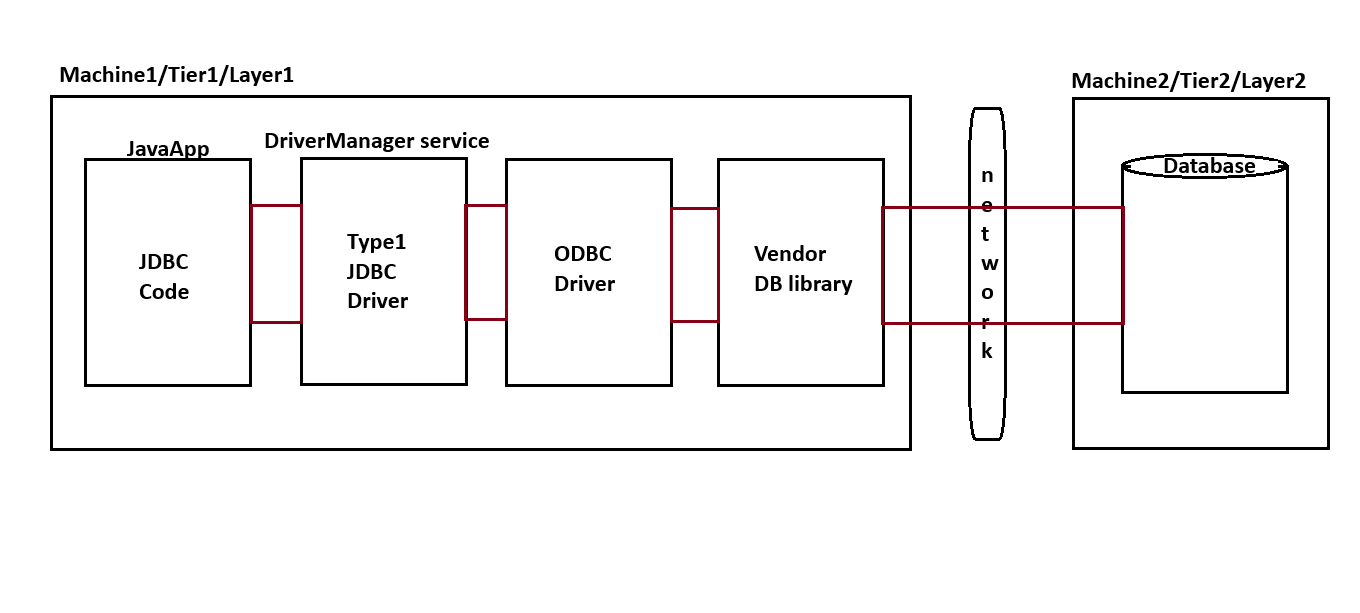 Machine1/Tier1/Layer1
Machine2/Tier2/Layer2
JavaApp
DriverManager service
JDBC
Code
Type1
JDBC
Driver
ODBC
Driver
Vendor
DB library
n
e
t
w
o
r
k
Database